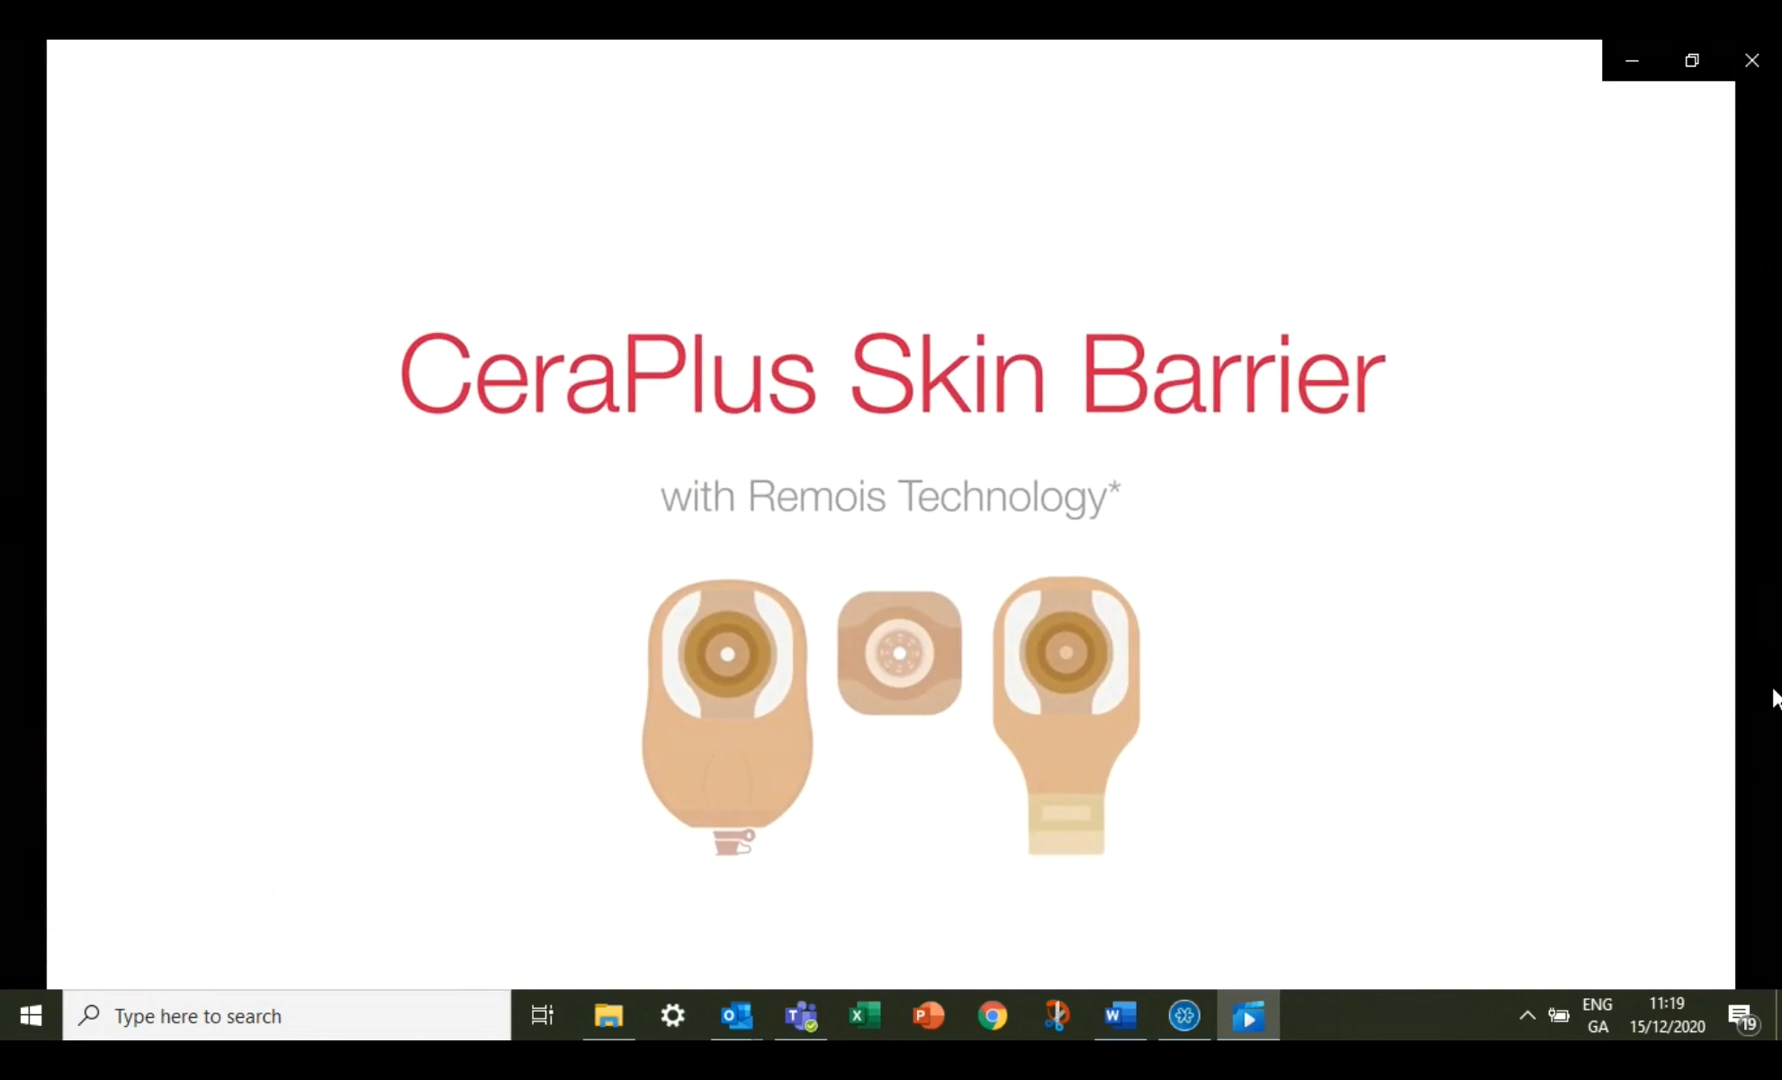 CeraPlus Skin Barrier
with Remois Technology*
Type here to search
ENG
GA
11:19
15/12/2020
19